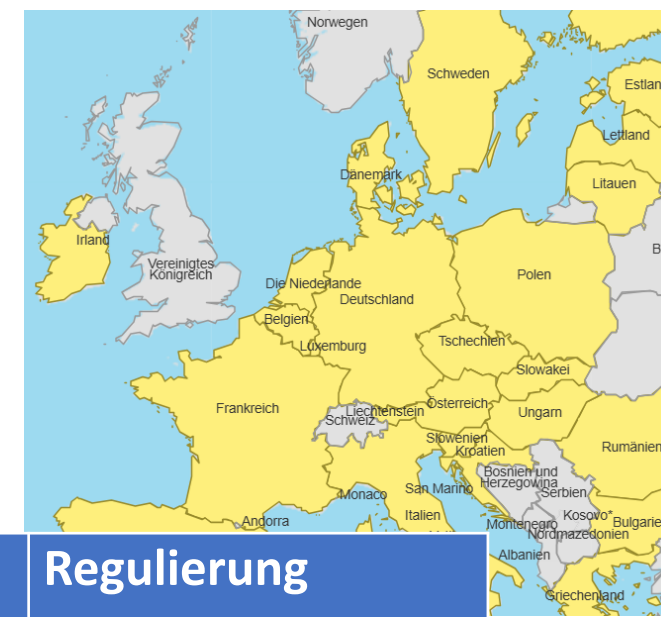 Norwegen
Schweden
Estlan
Lettland
Dänemark
Litauen
Irland
Vereinigtes
Königreich
B
Die Niederlande
Deutschland
Polen
Belgien
Luxemburg
Tschechien
Slowakei
Frankreich
Liechtenstein
Österreich
Schweiz
Ungarn
Slowenien
Kroatien
Rumänien
Bosnien und
Herzegowina
San Marino
Serbien
Monaco
Italien
Kosovo*
Bulgarie
Andorra
Montenegro
Nordmazedonien
Albanien
Regulierung
Griechenland